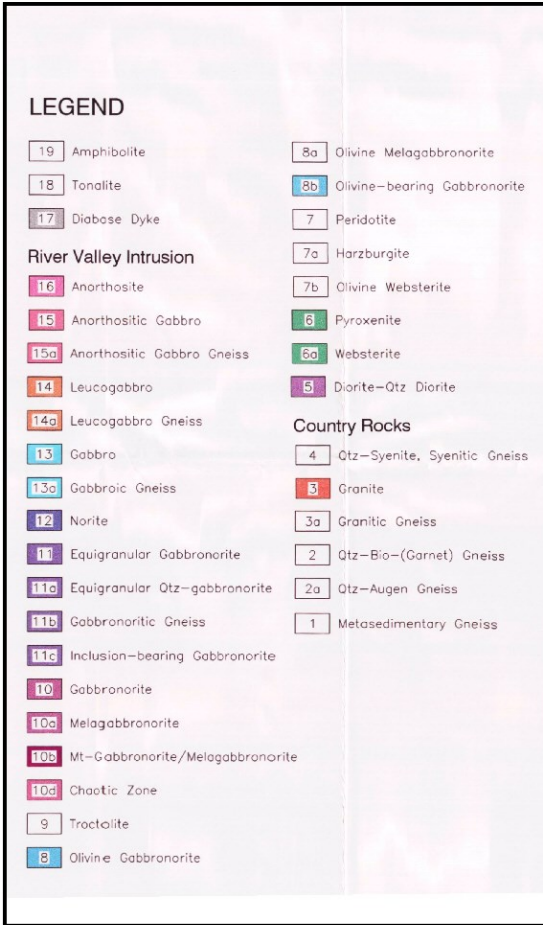 LEGEND
19 Amphibolite
18 Tonalite
17 Diabase Dyke
River Valley Intrusion
16 Anorthosite
15 Anorthositic Gabbro
15a Anorthositic Gabbro Gneiss
14 Leucogabbro
14a Leucogabbro Gneiss
13 Gabbro
13a Gabbroic Gneiss
12 Norite
11 Equigranular Gabbronorite
11a Equigranular Qtz-gabbronorite
11b Gabbronoritic Gneiss
11c Inclusion-bearing Gabbronorite
10 Gabbronorite
10a Melagabbronorite
10b Mt-Gabbronorite/Melagabbronorite
10d Chaotic Zone
9 Troctolite
8 Olivine Gabbronorite
8a Olivine Melagabbronorite
8b Olivine-bearing Gabbronorite
7 Peridotite
7a Harzburgite
7b Olivine Websterite
6 Pyroxenite
6a Websterite
5 Diorite-Qtz Diorite
Country Rocks
4 Qtz-Syenite, Syenitic Gneiss
3 Granite
3a Granitic Gneiss
2 Qtz-Bio-(Garnet) Gneiss
2a Qtz-Augen Gneiss
1 Metasedimentary Gneiss